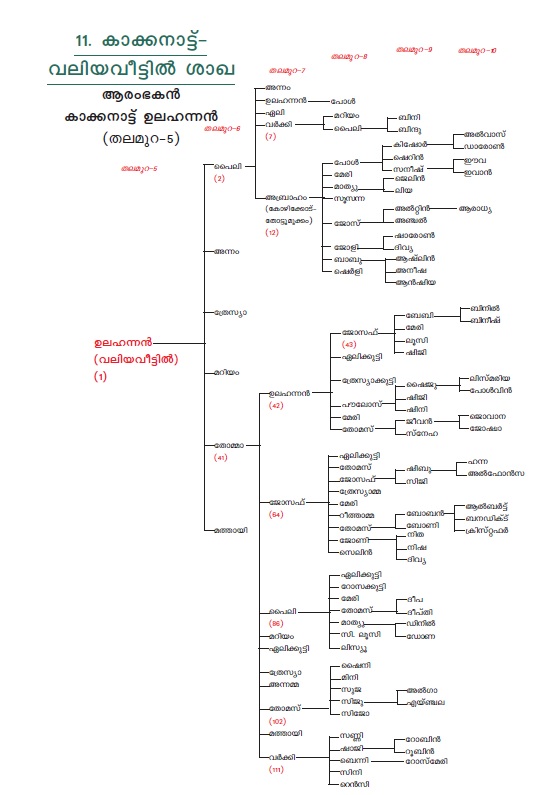 11. കാക്കനാട്ട്–
വലിയവീട്ടിൽ ശാഖ
ആരംഭകൻ
കാക്കനാട്ട് ഉലഹന്നൻ
(തലമുറ-5)
തലമുറ-5
തലമുറ-6
തലമുറ-7
തലമുറ-8
തലമുറ-9
തലമുറ-10
ഉലഹന്നൻ
(വലിയവീട്ടിൽ)
(1)
പൈലി
(2)
അന്നം
ത്രേസ്യാ
മറിയം
തോമ്മാ
(41)
മത്തായി
അന്നം
ഉലഹന്നൻ
പോൾ
ഏലി
വർക്കി
(7)
മറിയം
പൈലി
ബിനി
ബിന്ദു
അബ്രാഹം
(കോഴിക്കോട്-
തോട്ടുമുക്കം)
(12)
പോൾ
മേരി
മാത്യു
സൂസന്ന
ജോസ്
ജോളി
ബാബു
ഷെർളി
കിഷോർ
ഷെറിൻ
സനീഷ്
ജെലിൻ
ലിയ
അൽറ്റിൻ
അഞ്ചൽ
ഷാരോൺ
ദിവ്യ
ആഷ്ലിൻ
അനീഷ
ആൻഷിയ
അൽവാസ്
ഡാരോൺ
ഈവ
ഇവാൻ
ആരാധ്യ
ഉലഹന്നൻ
(42)
ജോസഫ്
(43)
ഏലിക്കുട്ടി
ത്രേസ്യാക്കുട്ടി
പൗലോസ്
മേരി
തോമസ്
ബേബി
മേരി
ലൂസി
ഷിജി
ഷൈജു
ഷിജി
ഷിനി
ജീവൻ
സ്നേഹ
ബിനിൽ
ബിനീഷ്
ലിസ്മരിയ
പോൾവിൻ
ജൊവാന
ജോഷാ
ജോസഫ്
(64)
ഏലിക്കുട്ടി
തോമസ്
ജോസഫ്
ത്രേസ്യാമ്മ
മേരി
റീത്താമ്മ
തോമസ്
ജോണി
സെലിൻ
ഷിബു
സിജി
ബോബൻ
ബോണി
നിത
നിഷ
ദിവ്യ
ഹന്ന
അൽഫോൻസ
ആൽബർട്ട്
ബനഡിക്ട്
ക്രിസ്റ്റഫർ
പൈലി
(86)
മറിയം
ഏലിക്കുട്ടി
ഏലിക്കുട്ടി
റോസക്കുട്ടി
മേരി
തോമസ്
മാത്യു
സി. ലൂസി
ലിസ്യൂ
ദീപ
ദീപ്തി
ഡിനിൽ
ഡോണ
ത്രേസ്യാ
അന്നമ്മ
തോമസ്
(102)
മത്തായി
ഷൈനി
മിനി
സുജ
സിജു
സിജോ
അൽഗാ
എയ്ഞ്ചല
വർക്കി
(111)
സണ്ണി
ഷാജി
ബെന്നി
സിനി
റെൻസി
റോബിൻ
റൂബിൻ
റോസ്മേരി